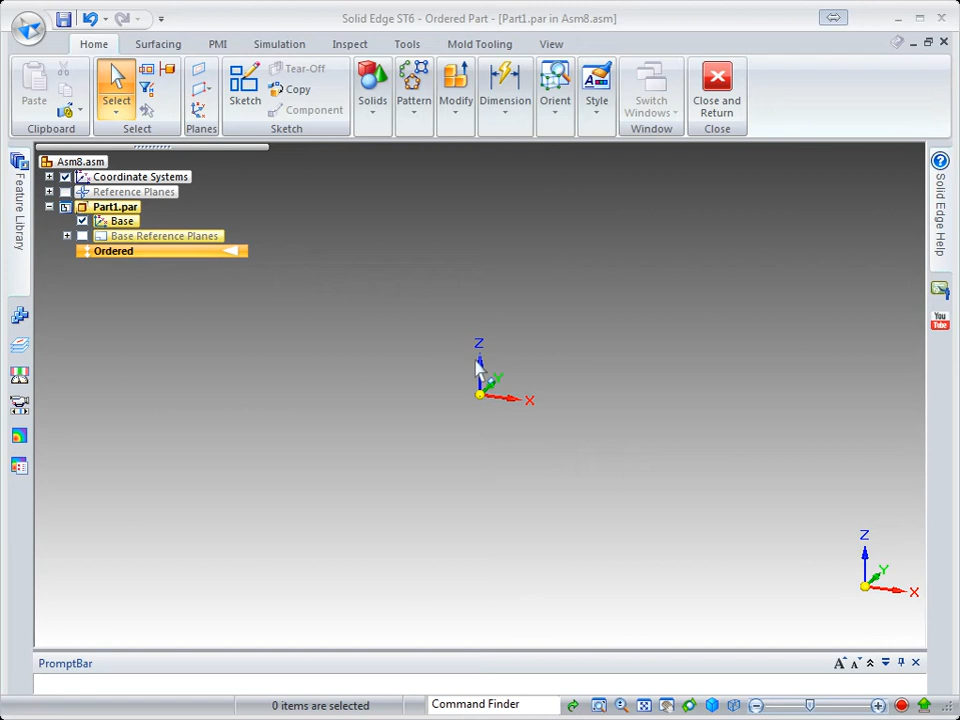 Solid Edge ST6 - Ordered Part - [Part1.par in Asm8.asm]
Home Surfacing PMI Simulation Inspect Tools Mold Tooling View
Paste
Select
Sketch
Tear-Off
Copy
Component
Solids
Pattern
Modify
Dimension
Orient
Style
Switch Windows
Close and Return
Clipboard Select Planes Sketch Window Close
Feature Library
Asm8.asm
Coordinate Systems
Reference Planes
Part1.par
Base
Base Reference Planes
Ordered
Z
Y
X
Z
Y
X
Solid Edge Help
You
Tube
PromptBar
A A
0 items are selected
Command Finder